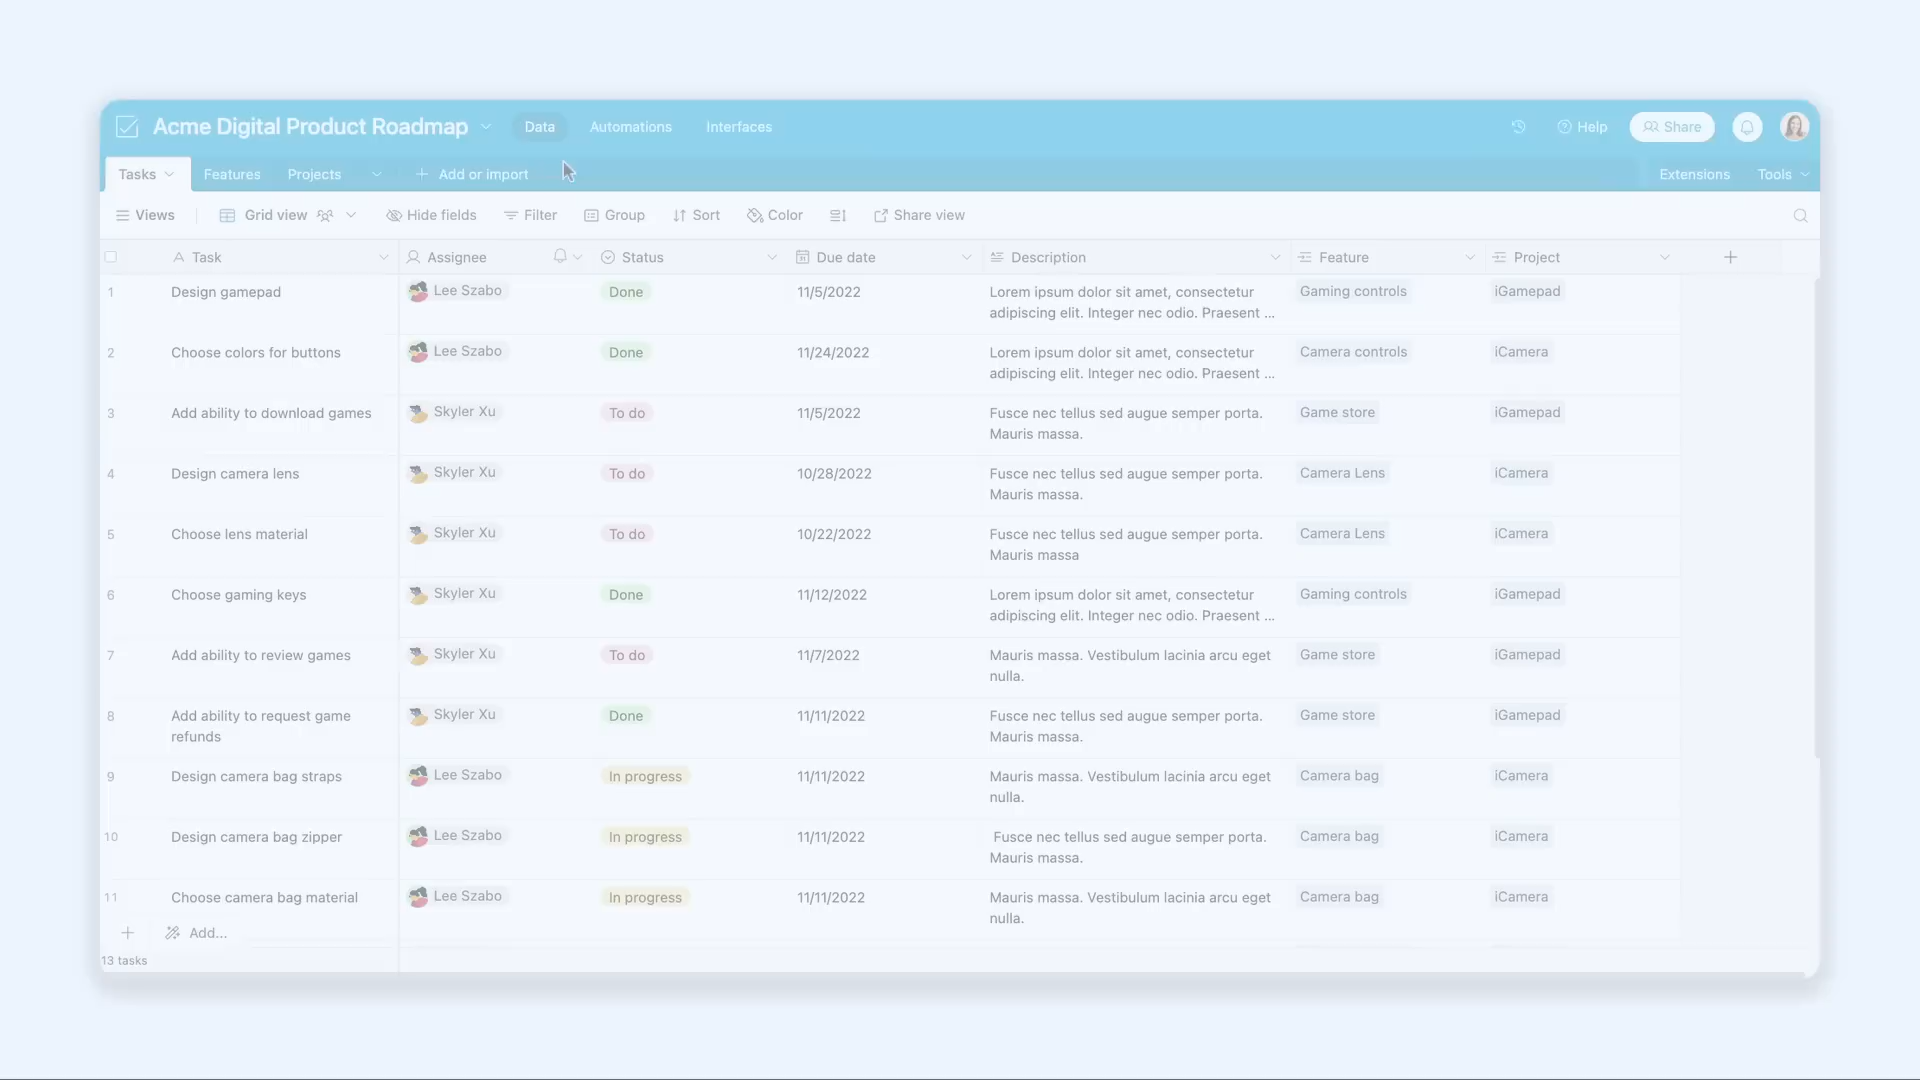 Acme Digital Product Roadmap Data Automations Interfaces Help Share
Tasks Features Projects Add or import Extensions Tools
Views Grid view Hide fields Filter Group Sort Color Share view
Task Assignee Status Due date Description Feature Project
1 Design gamepad Lee Szabo Done 11/5/2022 Lorem ipsum dolor sit amet, consectetur Gaming controls iGamepad
adipiscing elit. Integer nec odio. Praesent ...
2 Choose colors for buttons Lee Szabo Done 11/24/2022 Lorem ipsum dolor sit amet, consectetur Camera controls iCamera
adipiscing elit. Integer nec odio. Praesent ...
3 Add ability to download games Skyler Xu To do 11/5/2022 Fusce nec tellus sed augue semper porta. Game store iGamepad
Mauris massa.
4 Design camera lens Skyler Xu To do 10/28/2022 Fusce nec tellus sed augue semper porta. Camera Lens iCamera
Mauris massa.
5 Choose lens material Skyler Xu To do 10/22/2022 Fusce nec tellus sed augue semper porta. Camera Lens iCamera
Mauris massa
6 Choose gaming keys Skyler Xu Done 11/12/2022 Lorem ipsum dolor sit amet, consectetur Gaming controls iGamepad
adipiscing elit. Integer nec odio. Praesent ...
7 Add ability to review games Skyler Xu To do 11/7/2022 Mauris massa. Vestibulum lacinia arcu eget Game store iGamepad
nulla.
8 Add ability to request game Skyler Xu Done 11/11/2022 Fusce nec tellus sed augue semper porta. Game store iGamepad
refunds Mauris massa.
9 Design camera bag straps Lee Szabo In progress 11/11/2022 Mauris massa. Vestibulum lacinia arcu eget Camera bag iCamera
nulla.
10 Design camera bag zipper Lee Szabo In progress 11/11/2022 Fusce nec tellus sed augue semper porta. Camera bag iCamera
Mauris massa.
11 Choose camera bag material Lee Szabo In progress 11/11/2022 Mauris massa. Vestibulum lacinia arcu eget Camera bag iCamera
nulla.
Add...
13 tasks